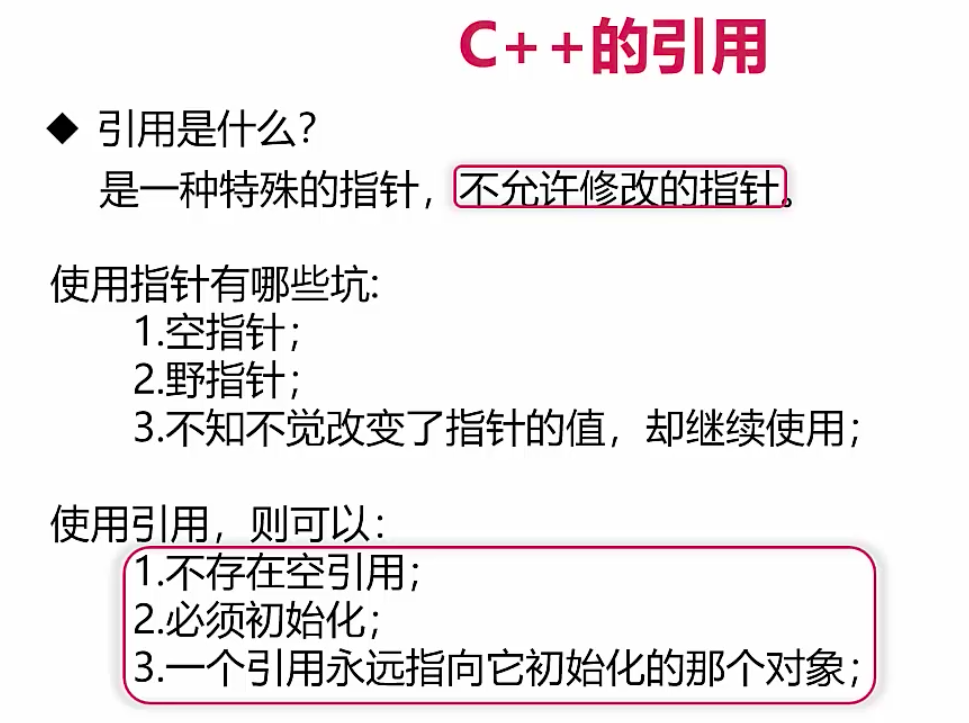 C++的引用
◆ 引用是什么?
是一种特殊的指针，不允许修改的指针。
使用指针有哪些坑:
1.空指针；
2.野指针；
3.不知不觉改变了指针的值，却继续使用；
使用引用，则可以：
1.不存在空引用；
2.必须初始化；
3.一个引用永远指向它初始化的那个对象；